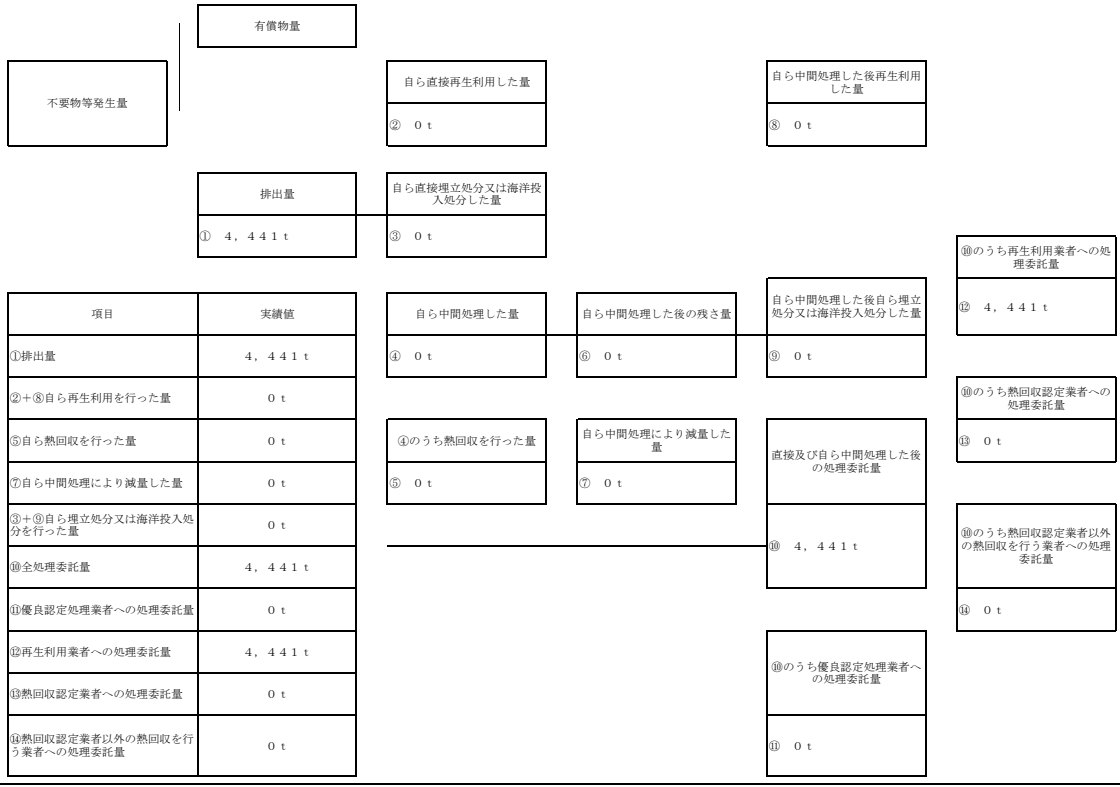 有償物量
不要物等発生量
自ら直接再生利用した量
② 0 t
自ら中間処理した後再生利用
した量
⑧ 0 t
排出量
① 4, 441t
自ら直接埋立処分又は海洋投
入処分した量
③ 0 t
⑩のうち再生利用業者への処
理委託量
⑫ 4, 441t
項目
実績値
①排出量
4, 441t
②+⑧自ら再生利用を行った量
0 t
⑤自ら熱回収を行った量
0 t
⑦自ら中間処理により減量した量
0 t
③+⑨自ら埋立処分又は海洋投入処
分を行った量
0 t
⑩全処理委託量
4, 441t
⑪優良認定処理業者への処理委託量
0 t
⑫再生利用業者への処理委託量
4, 441t
⑬熱回収認定業者への処理委託量
0 t
⑭熱回収認定業者以外の熱回収を行
う業者への処理委託量
0 t
自ら中間処理した量
④ 0 t
自ら中間処理した後の残さ量
⑥ 0 t
自ら中間処理した後自ら埋立
処分又は海洋投入処分した量
⑨ 0 t
④のうち熱回収を行った量
⑤ 0 t
自ら中間処理により減量した
量
⑦ 0 t
直接及び自ら中間処理した後
の処理委託量
⑩ 4, 441t
⑩のうち熱回収認定業者への
処理委託量
⑬ 0 t
⑩のうち熱回収認定業者以外
の熱回収を行う業者への処理
委託量
⑭ 0 t
⑩のうち優良認定処理業者へ
の処理委託量
⑪ 0 t